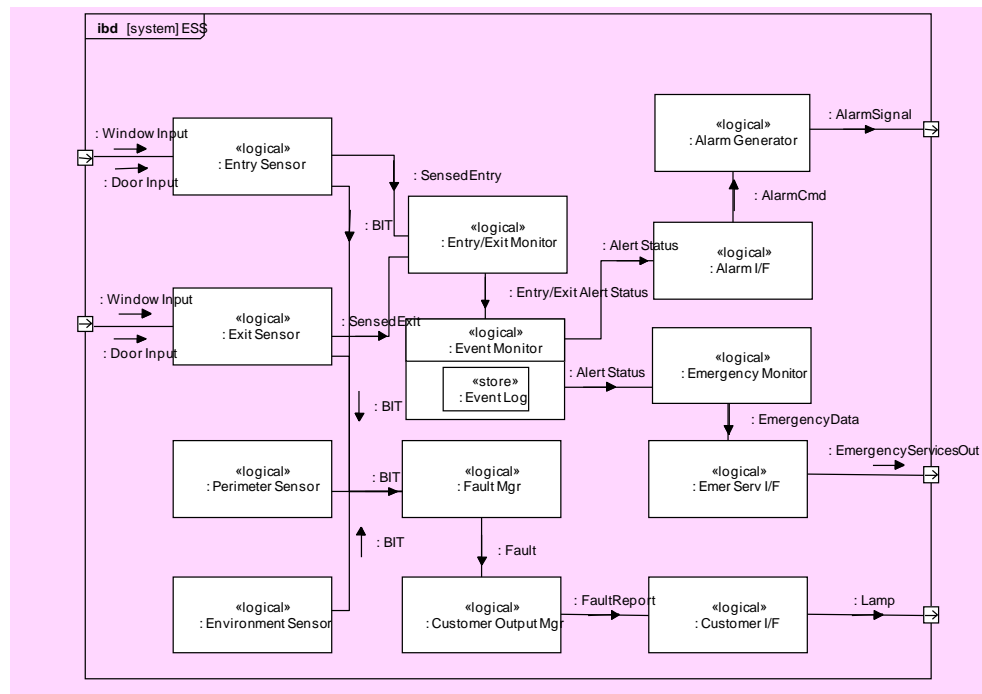 ibd [system] ESS
«logical»
: Alarm Generator
: AlarmSignal
: Window Input
: Door Input
«logical»
: Entry Sensor
: SensedEntry
: AlarmCmd
: BIT
«logical»
: Entry/Exit Monitor
: Alert Status
«logical»
: Alarm I/F
: Window Input
: Door Input
«logical»
: Exit Sensor
: SensedExit
: Entry/Exit Alert Status
«logical»
: Event Monitor
«store»
: Event Log
: Alert Status
«logical»
: Emergency Monitor
: BIT
: EmergencyData
: EmergencyServicesOut
«logical»
: Perimeter Sensor
: BIT
«logical»
: Fault Mgr
«logical»
: Emer Serv I/F
: BIT
: Fault
«logical»
: Environment Sensor
«logical»
: Customer Output Mgr
: FaultReport
«logical»
: Customer I/F
: Lamp